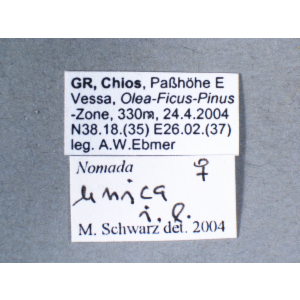 GR, Chios, Paßhöhe E
Vessa, Olea-Ficus-Pinus
-Zone, 330m, 24.4.2004
N38.18.(35) E26.02.(37)
leg. A.W.Ebmer
Nomada ♀
unica
i. l.
M. Schwarz det. 2004